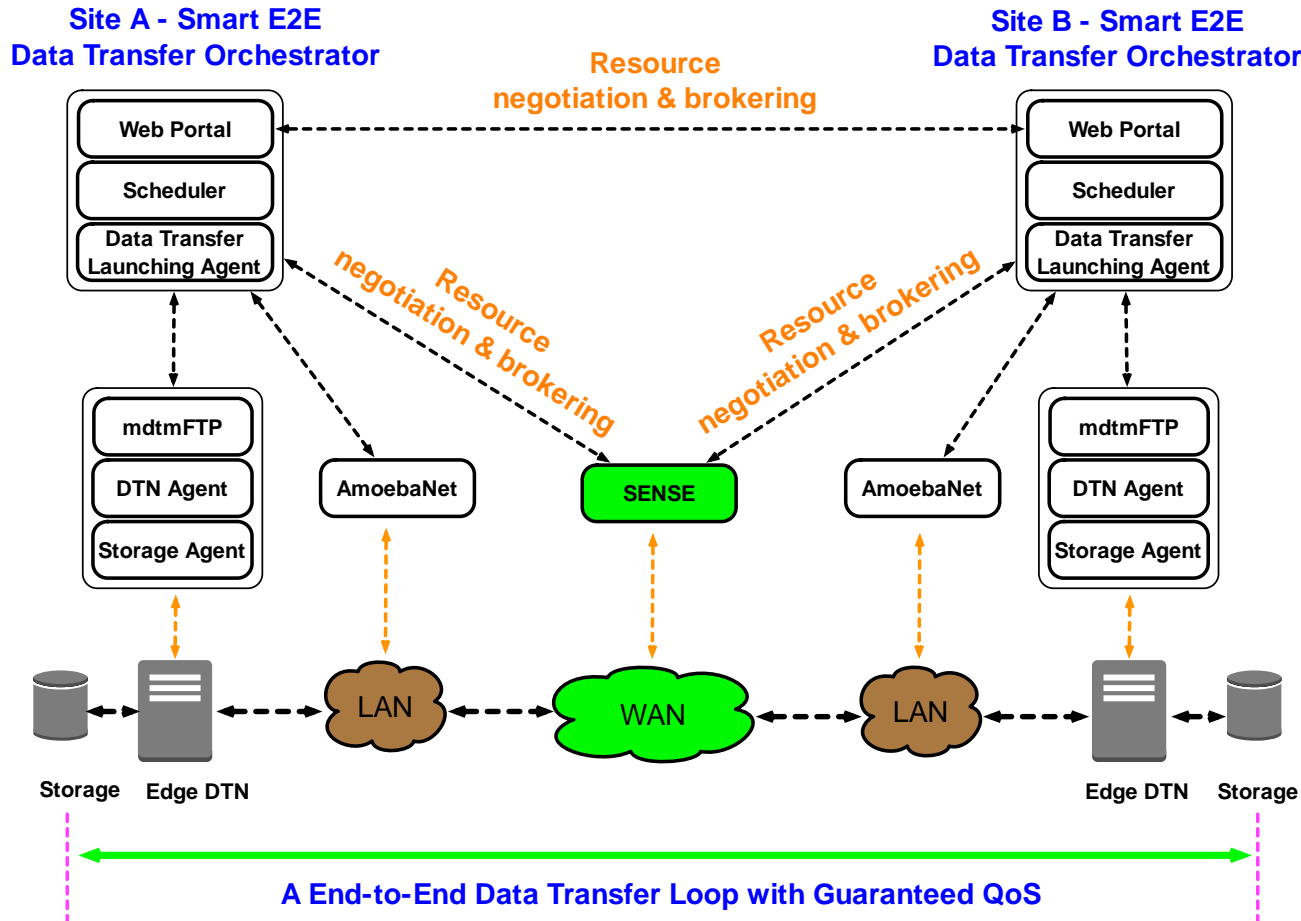 Site A - Smart E2E
Data Transfer Orchestrator
Site B - Smart E2E
Data Transfer Orchestrator
Resource
negotiation & brokering
Web Portal
Scheduler
Data Transfer
Launching Agent
Web Portal
Scheduler
Data Transfer
Launching Agent
Resource
negotiation & brokering
Resource
negotiation & brokering
mdtmFTP
DTN Agent
Storage Agent
AmoebaNet
SENSE
AmoebaNet
mdtmFTP
DTN Agent
Storage Agent
LAN
WAN
LAN
Storage
Edge DTN
Edge DTN
Storage
A End-to-End Data Transfer Loop with Guaranteed QoS